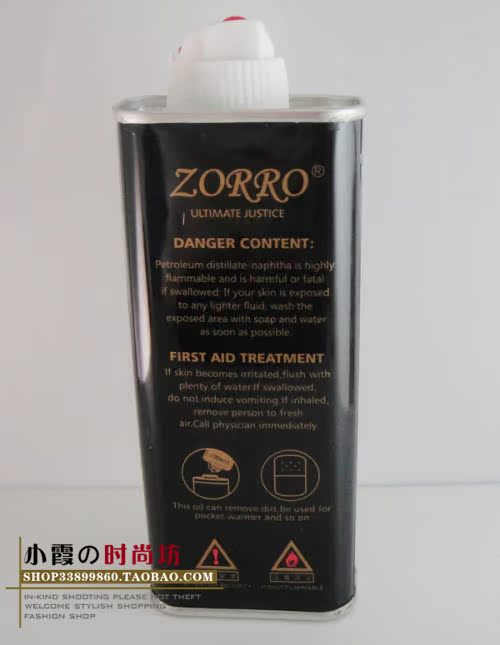 ZORRO®
ULTIMATE JUSTICE
DANGER CONTENT:
Petroleum distillate-naphtha is highly
flammable and is harmful or fatal
if swallowed. If your skin is exposed
to any lighter fluid, wash the
exposed area with soap and water
as soon as possible.
FIRST AID TREATMENT
If skin becomes irritated,flush with
plenty of water.If swallowed,
do not induce vomiting.If inhaled,
remove person to fresh
air.Call physician immediately.
This oil can remove dirt,be used for
pocket warmer and so on
小霞の时尚坊
SHOP33899860.TAOBAO.COM
IN-KIND SHOOTING PLEASE NOT THEFT
WELCOME STYLISH SHOPPING
FASHION SHOP